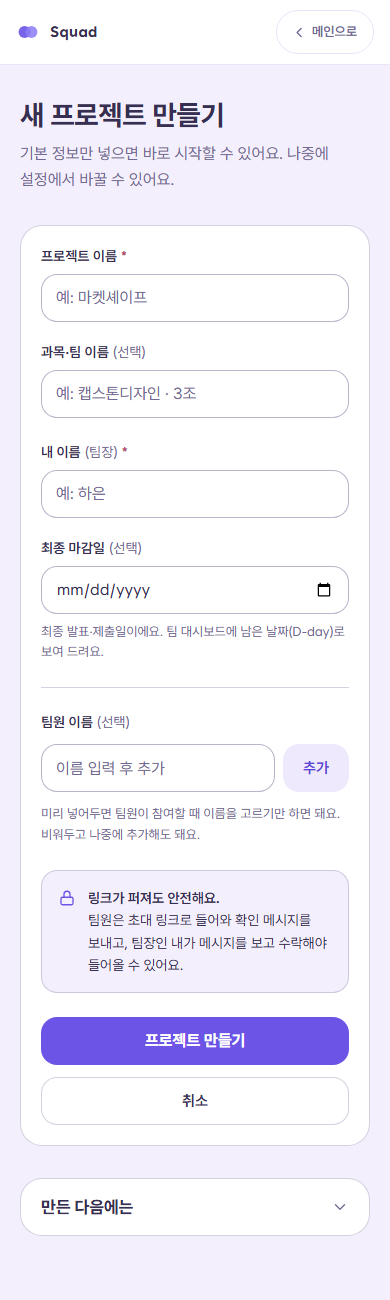 Squad
메인으로
새 프로젝트 만들기
기본 정보만 넣으면 바로 시작할 수 있어요. 나중에
설정에서 바꿀 수 있어요.
프로젝트 이름 *
예: 마켓셰이프
과목·팀 이름 (선택)
예: 캡스톤디자인 · 3조
내 이름 (팀장) *
예: 하은
최종 마감일 (선택)
mm/dd/yyyy
최종 발표·제출일이에요. 팀 대시보드에 남은 날짜(D-day)로
보여 드려요.
팀원 이름 (선택)
이름 입력 후 추가
추가
미리 넣어두면 팀원이 참여할 때 이름을 고르기만 하면 돼요.
비워두고 나중에 추가해도 돼요.
링크가 퍼져도 안전해요.
팀원은 초대 링크로 들어와 확인 메시지를
보내고, 팀장인 내가 메시지를 보고 수락해야
들어올 수 있어요.
프로젝트 만들기
취소
만든 다음에는